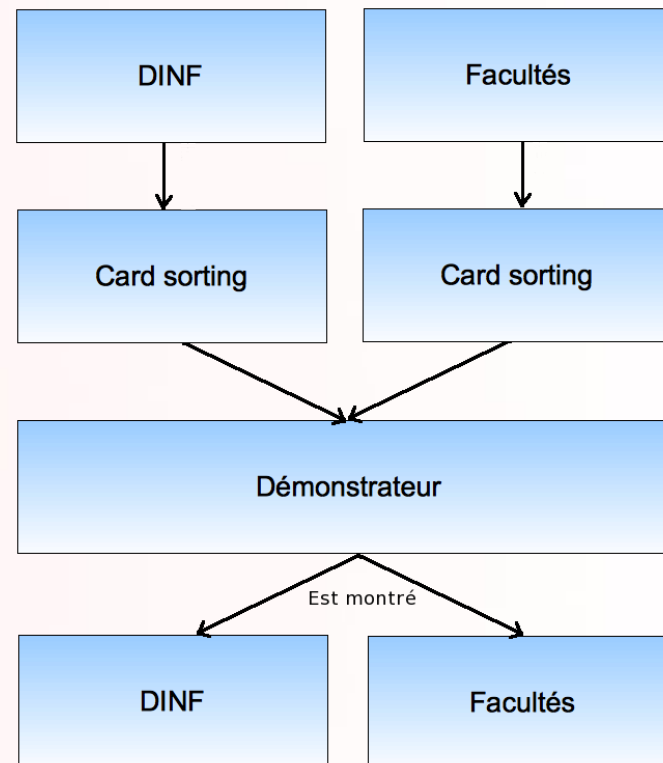 DINF
Facultés
Card sorting
Card sorting
Démonstrateur
Est montré
DINF
Facultés